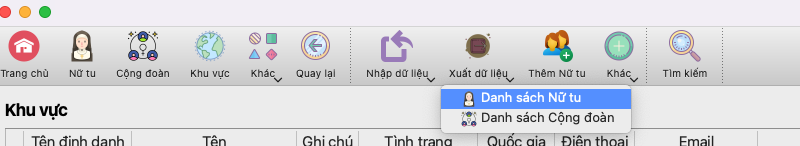 Trang chủ Nữ tu Cộng đoàn Khu vực Khác Quay lại Nhập dữ liệu Xuất dữ liệu Thêm Nữ tu Khác Tìm kiếm
Danh sách Nữ tu
Khu vực
Danh sách Cộng đoàn
Tên định danh Tên Ghi chú Tình trạng Quốc gia Điện thoại Email